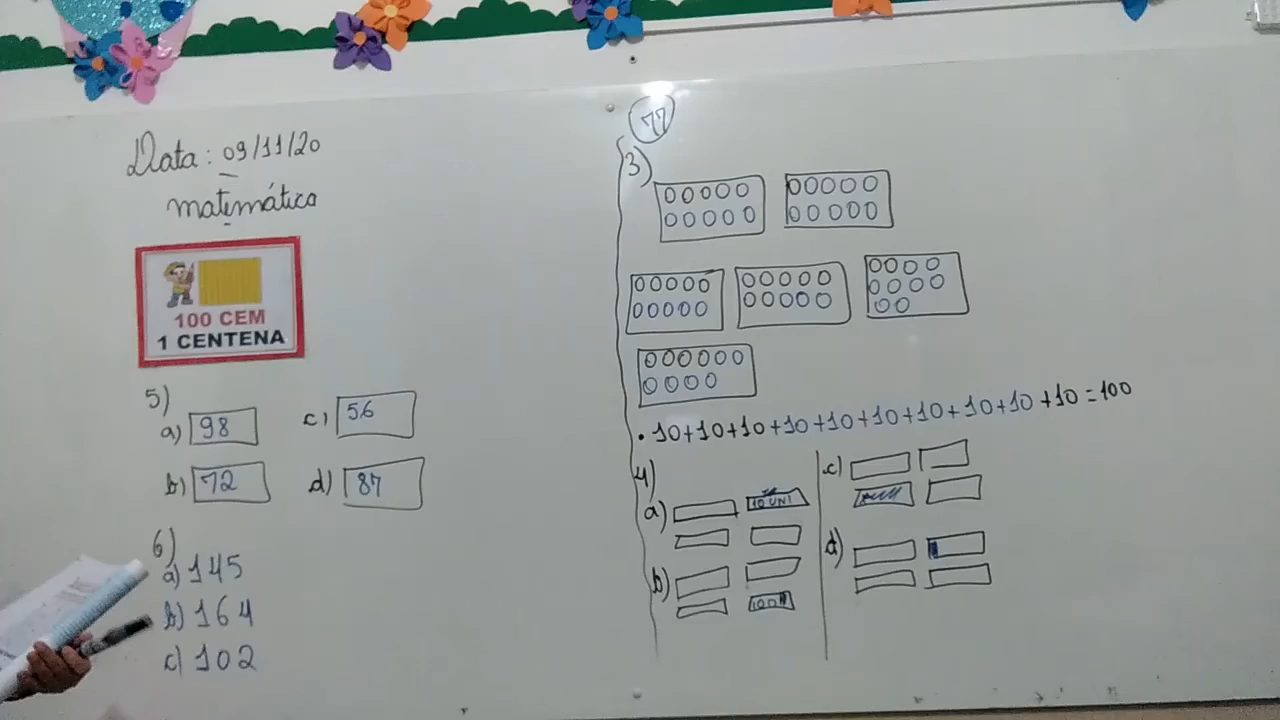 Data: 09/11/20
matemática
100 CEM
1 CENTENA
5)
a) 98
c) 56
b) 72
d) 87
6)
a) 145
b) 164
c) 102
77
3)
• 10+10+10+10+10+10+10+10+10+10=100
4)
a) 10 UNI
b) 100
c)
d)